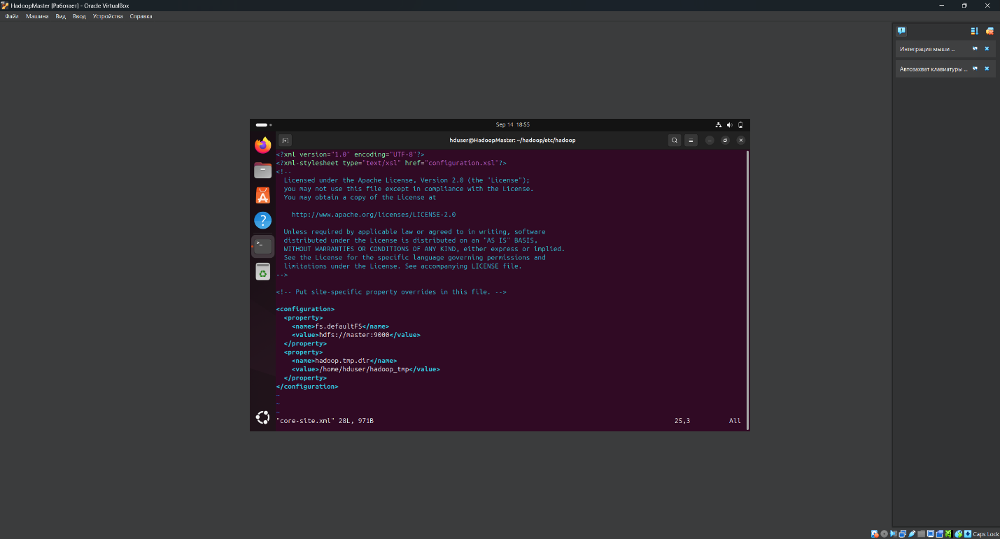 HadoopMaster [Работает] - Oracle VirtualBox
Файл Машина Вид Ввод Устройства Справка
Интеграция мыши ...
Автозахват клавиатуры ...
Sep 14 18:55
hduser@HadoopMaster: ~/hadoop/etc/hadoop
<?xml version="1.0" encoding="UTF-8"?>
<?xml-stylesheet type="text/xsl" href="configuration.xsl"?>
<!--
  Licensed under the Apache License, Version 2.0 (the "License");
  you may not use this file except in compliance with the License.
  You may obtain a copy of the License at
    http://www.apache.org/licenses/LICENSE-2.0
  Unless required by applicable law or agreed to in writing, software
  distributed under the License is distributed on an "AS IS" BASIS,
  WITHOUT WARRANTIES OR CONDITIONS OF ANY KIND, either express or implied.
  See the License for the specific language governing permissions and
  limitations under the License. See accompanying LICENSE file.
-->
<!-- Put site-specific property overrides in this file. -->
<configuration>
  <property>
    <name>fs.defaultFS</name>
    <value>hdfs://master:9000</value>
  </property>
  <property>
    <name>hadoop.tmp.dir</name>
    <value>/home/hduser/hadoop_tmp</value>
  </property>
</configuration>
~
~
~
"core-site.xml" 28L, 971B 25,3 All
Caps Lock